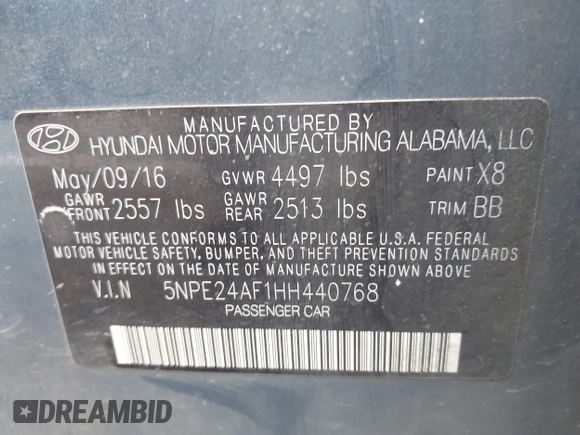 MANUFACTURED BY
HYUNDAI MOTOR MANUFACTURING ALABAMA, LLC
May/09/16 GVWR 4497 lbs PAINT X8
GAWR FRONT 2557 lbs GAWR REAR 2513 lbs TRIM BB
THIS VEHICLE CONFORMS TO ALL APPLICABLE U.S.A. FEDERAL
MOTOR VEHICLE SAFETY, BUMPER, AND THEFT PREVENTION STANDARDS
IN EFFECT ON THE DATE OF MANUFACTURE SHOWN ABOVE.
V.I.N 5NPE24AF1HH440768
PASSENGER CAR
DREAMBID